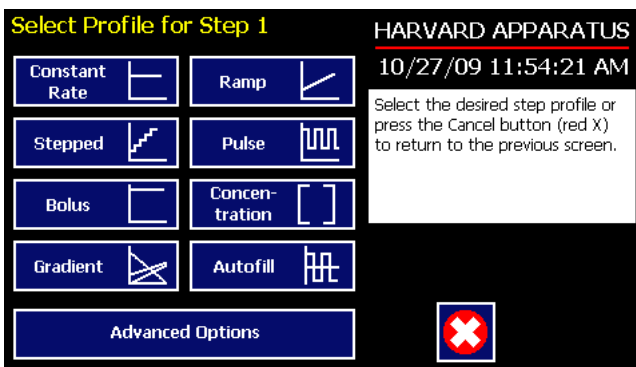 Select Profile for Step 1
Constant
Rate
Ramp
Stepped
Pulse
Bolus
Concen-
tration
Gradient
Autofill
Advanced Options
HARVARD APPARATUS
10/27/09 11:54:21 AM
Select the desired step profile or
press the Cancel button (red X)
to return to the previous screen.